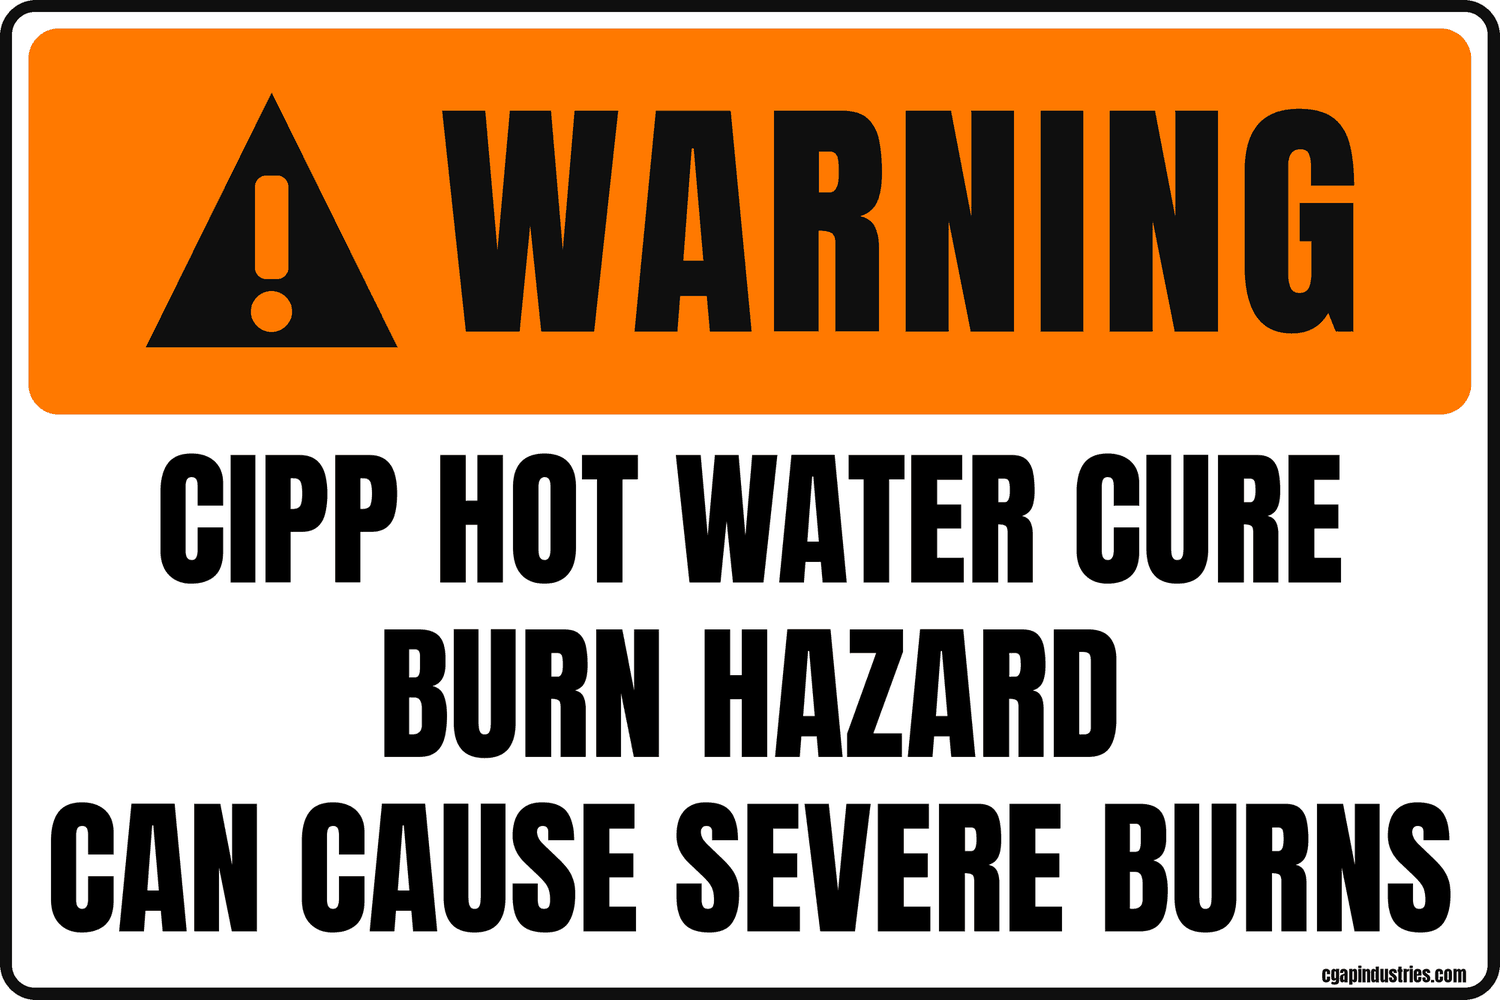 WARNING
CIPP HOT WATER CURE
BURN HAZARD
CAN CAUSE SEVERE BURNS
cgapindustries.com